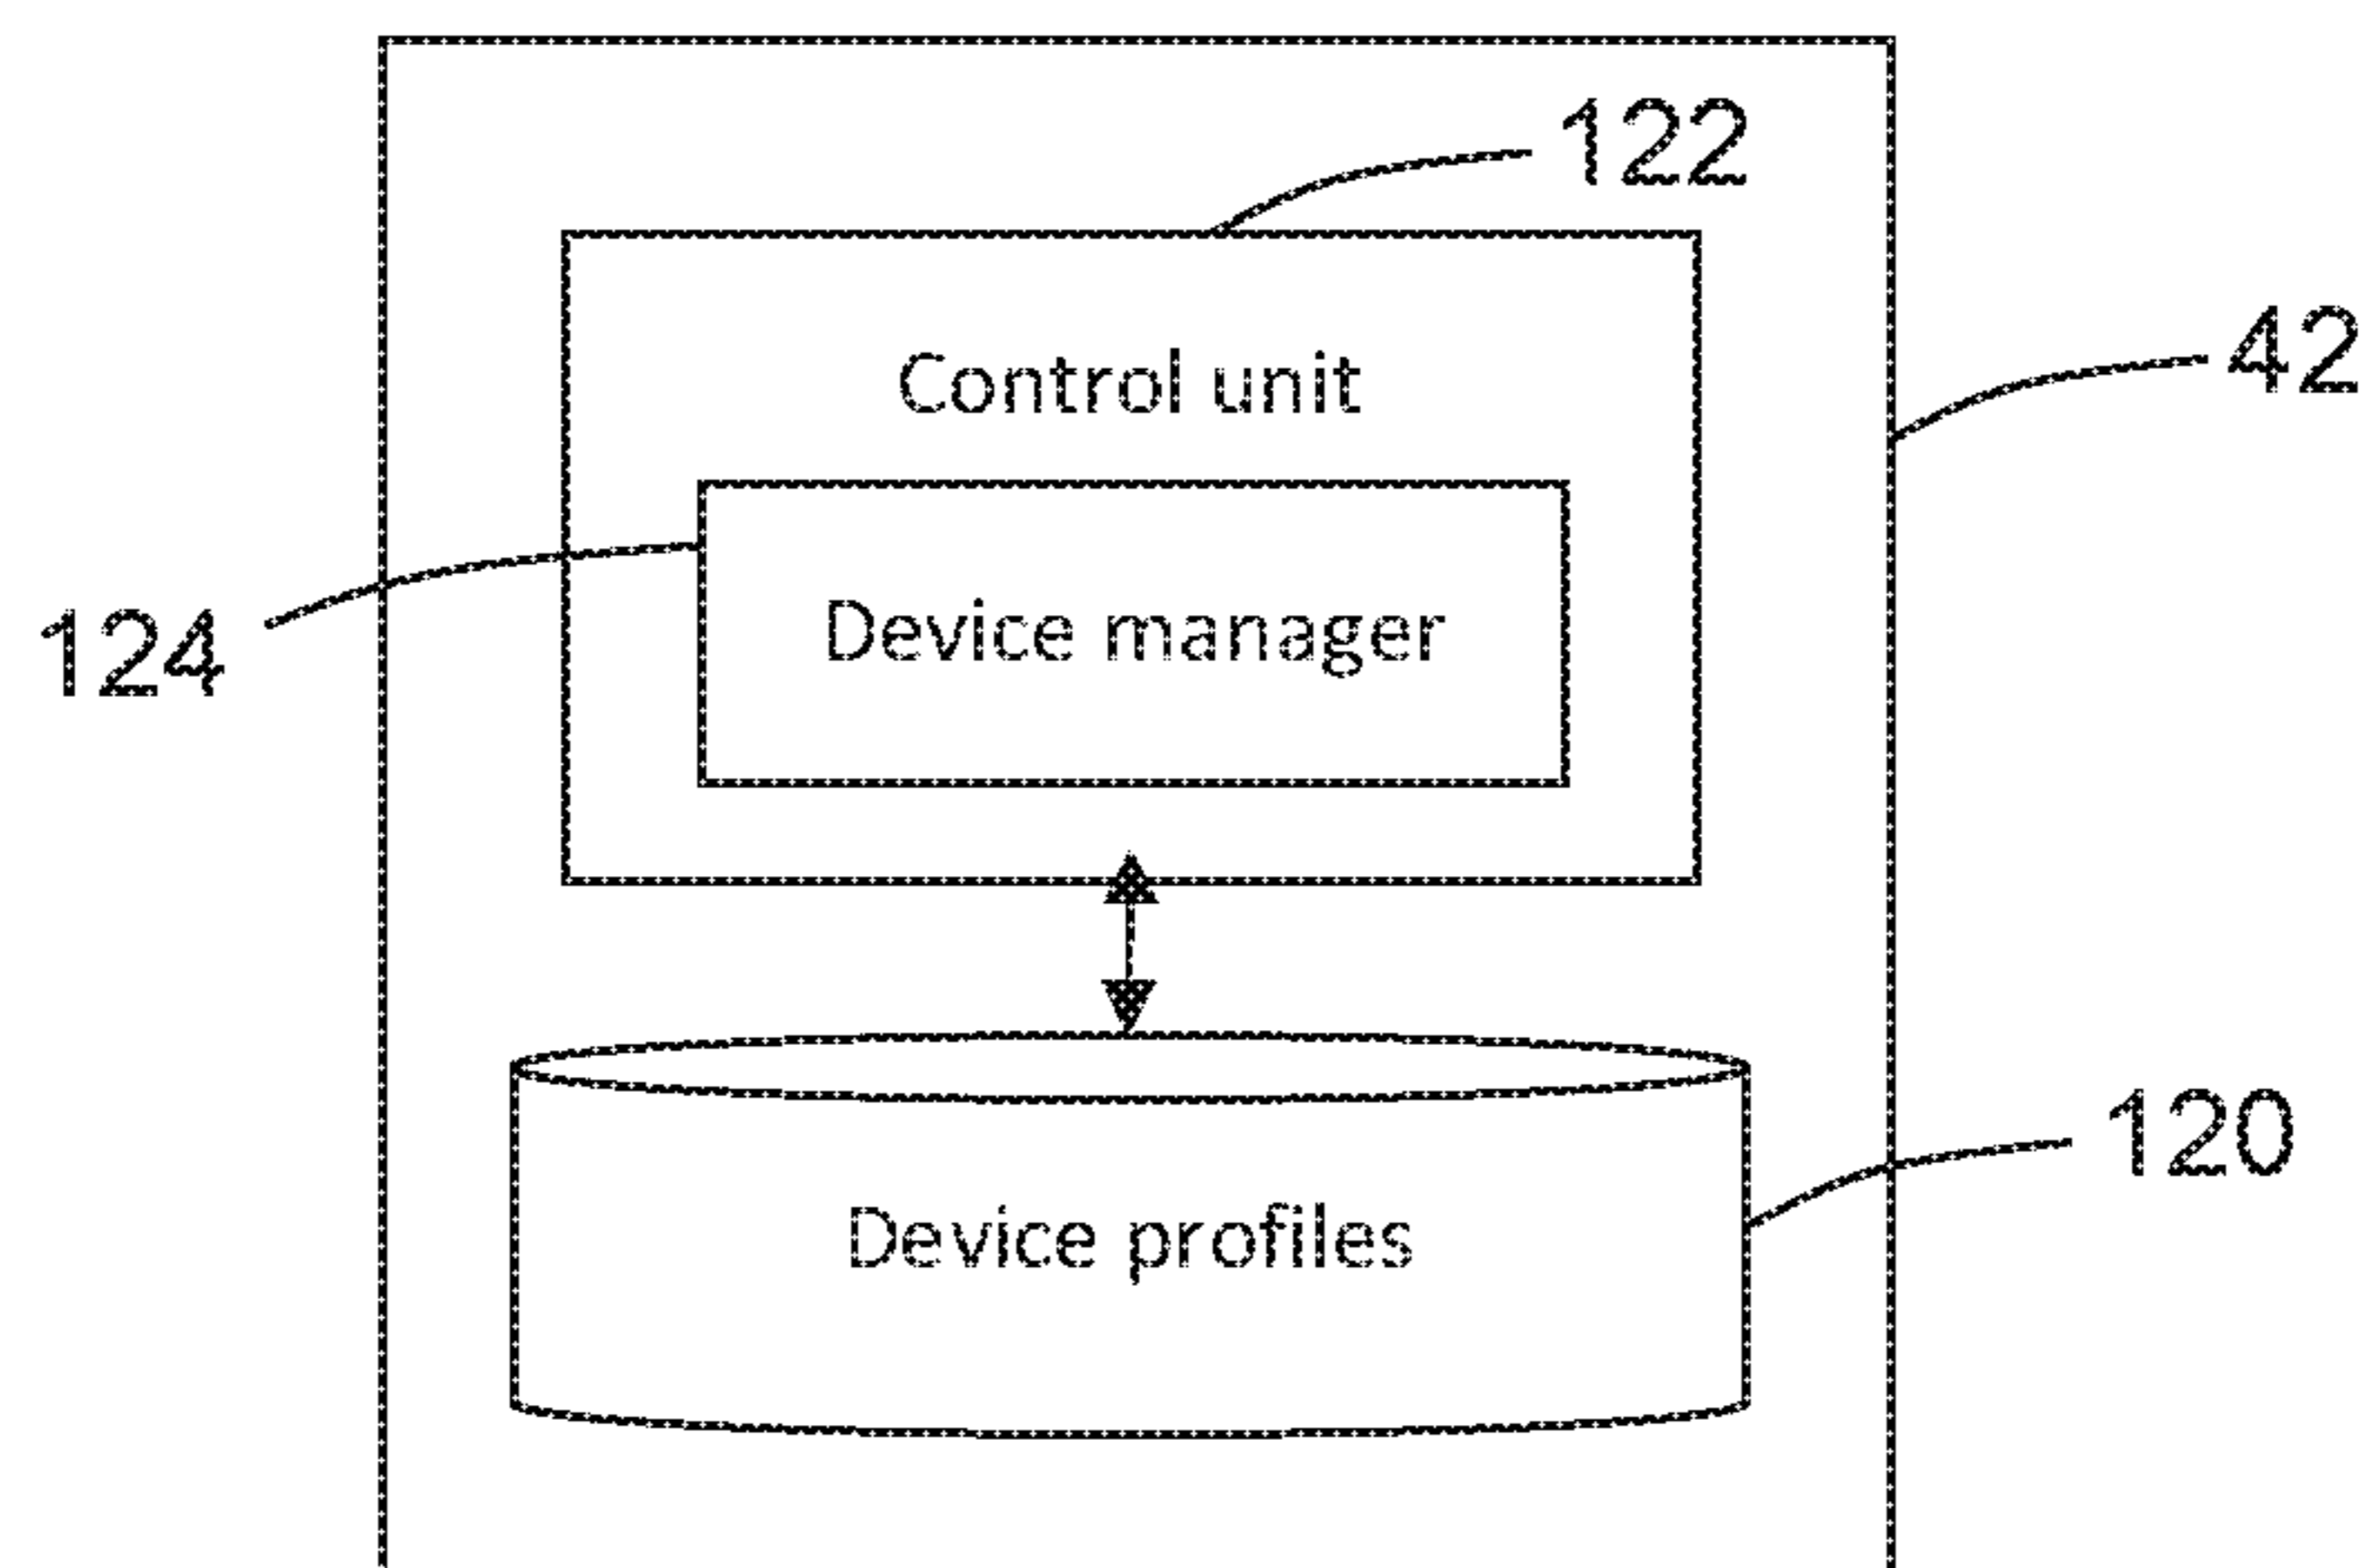 122
42
Control unit
124
Device manager
120
Device profiles